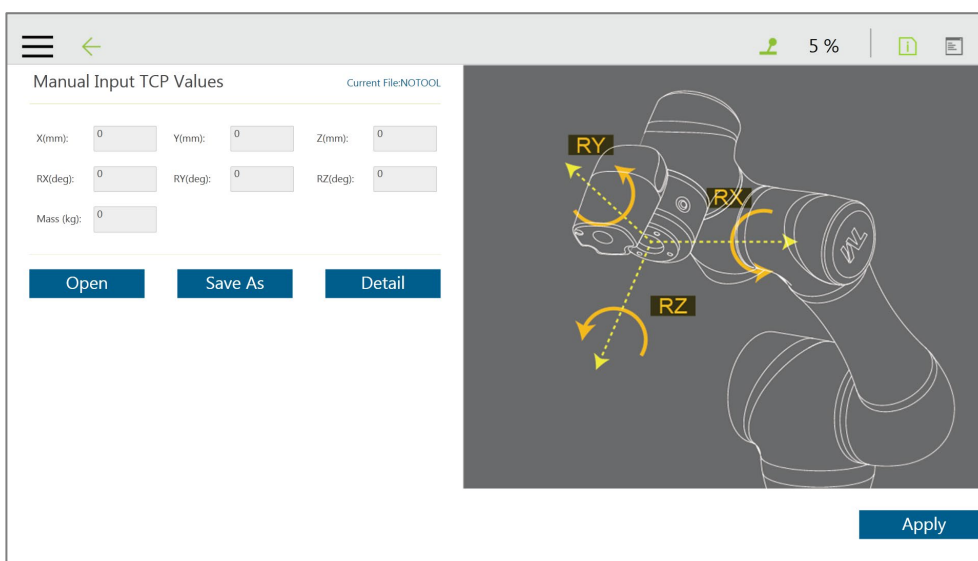 5 %
Manual Input TCP Values
Current File:NOTOOL
X(mm): 0 Y(mm): 0 Z(mm): 0
RX(deg): 0 RY(deg): 0 RZ(deg): 0
Mass (kg): 0
Open Save As Detail
RY
RX
RZ
TM
Apply